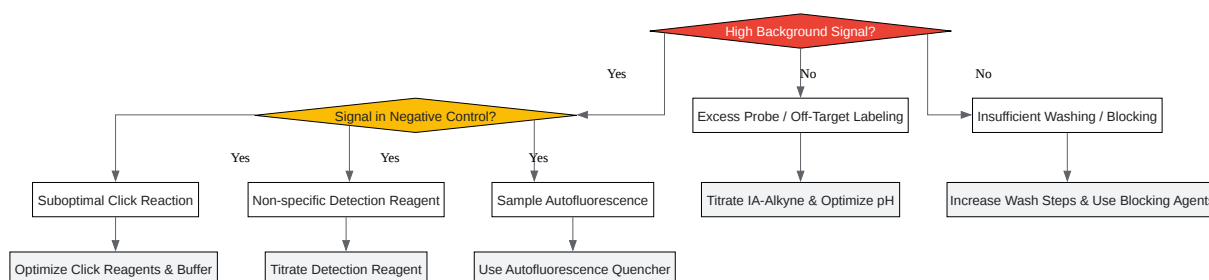 High Background Signal?
Yes
No
No
Signal in Negative Control?
Excess Probe / Off-Target Labeling
Insufficient Washing / Blocking
Yes
Yes
Yes
Suboptimal Click Reaction
Non-specific Detection Reagent
Sample Autofluorescence
Titrate IA-Alkyne & Optimize pH
Increase Wash Steps & Use Blocking Agents
Optimize Click Reagents & Buffer
Titrate Detection Reagent
Use Autofluorescence Quencher